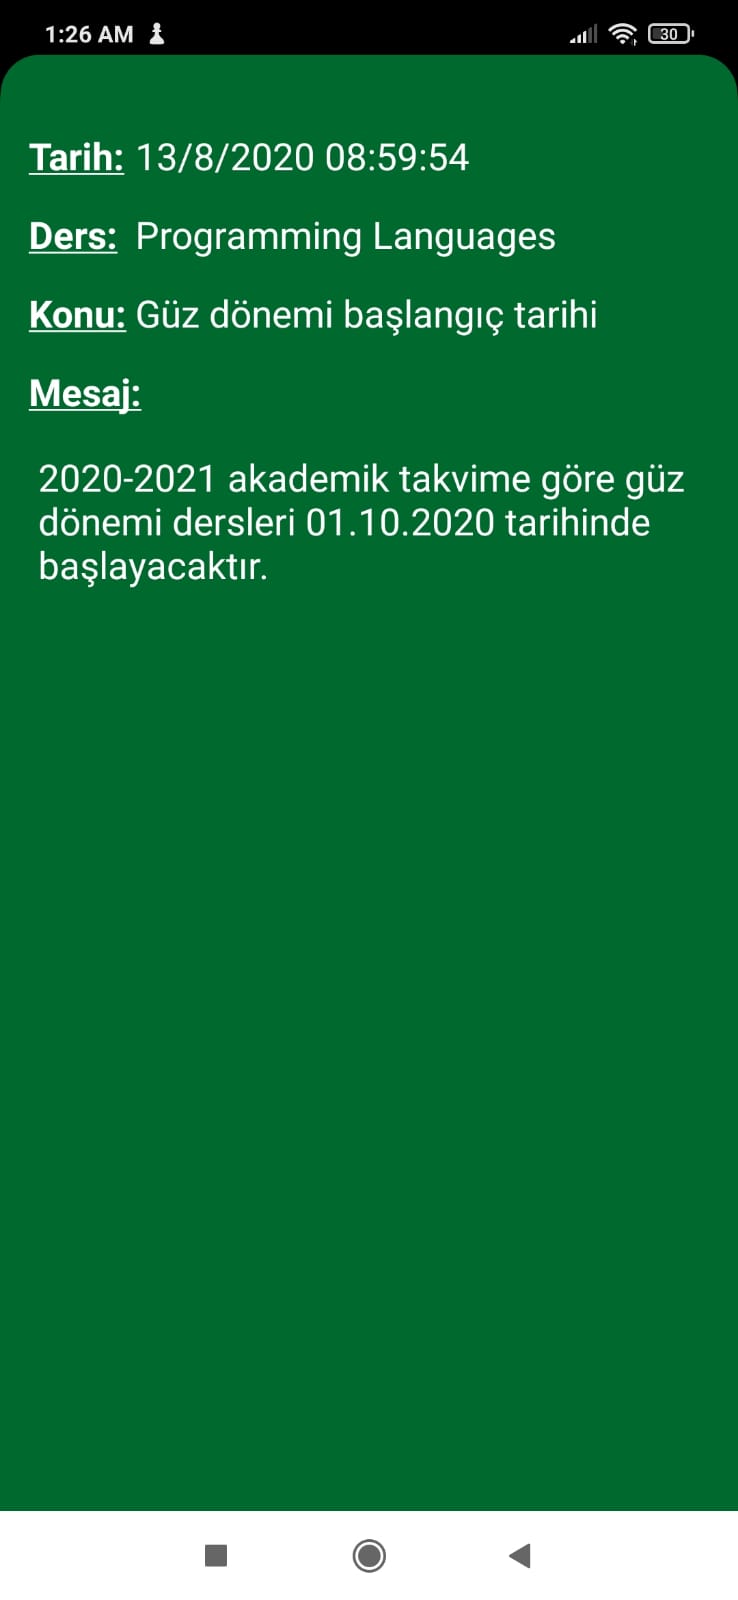 1:26 AM
30
Tarih: 13/8/2020 08:59:54
Ders: Programming Languages
Konu: Güz dönemi başlangıç tarihi
Mesaj:
2020-2021 akademik takvime göre güz
dönemi dersleri 01.10.2020 tarihinde
başlayacaktır.